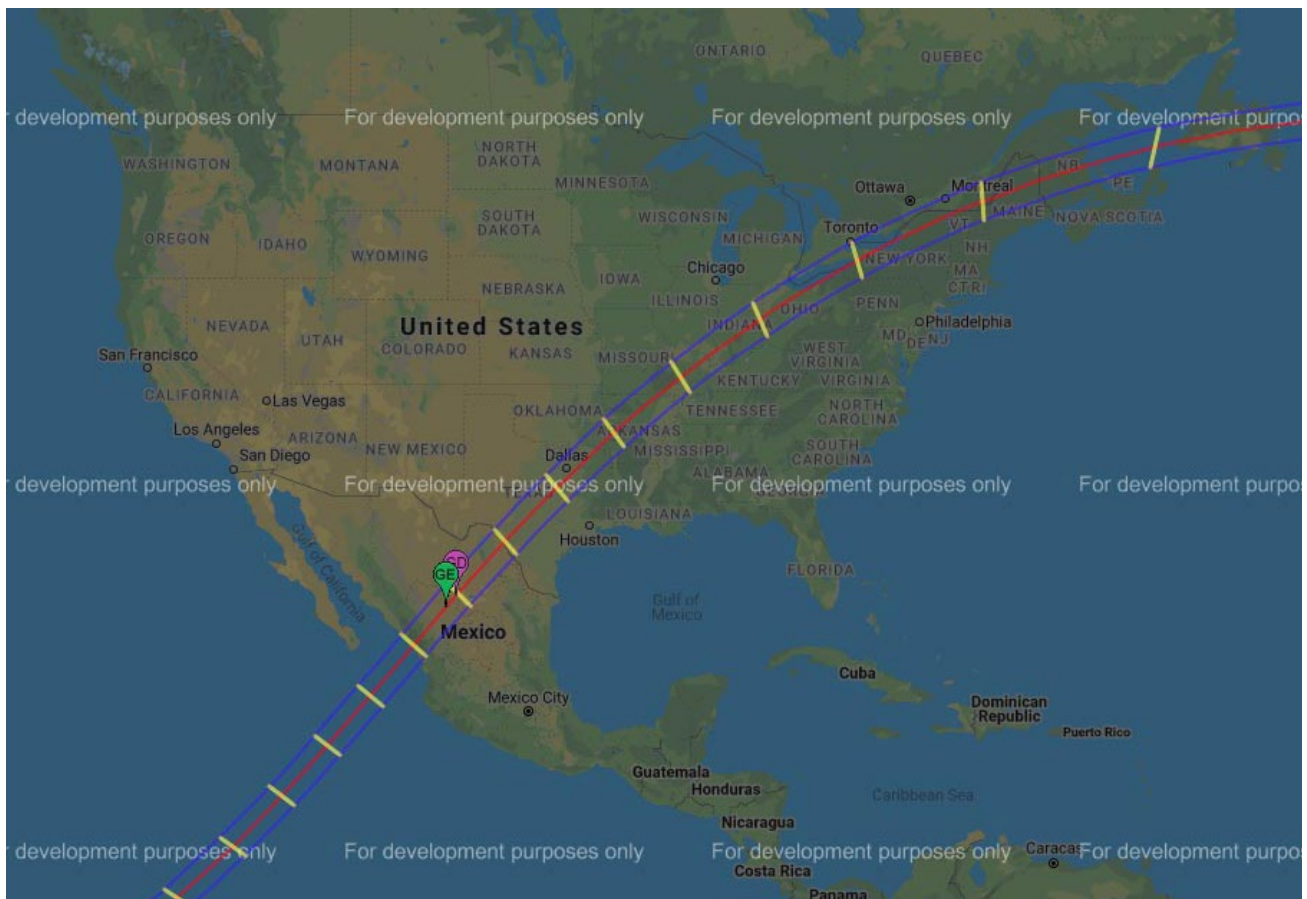 ONTARIO
QUEBEC
r development purposes only
For development purposes only
For development purposes only
For development purpos
WASHINGTON
MONTANA
NORTH
DAKOTA
MINNESOTA
NB
PE
Ottawa
Montreal
MAINE
NOVA SCOTIA
SOUTH
DAKOTA
WISCONSIN
MICHIGAN
Toronto
VT
NH
OREGON
IDAHO
WYOMING
NEW YORK
MA
CT
RI
Chicago
IOWA
NEBRASKA
ILLINOIS
INDIANA
OHIO
PENN
NEVADA
UTAH
United States
MD
DE
NJ
Philadelphia
San Francisco
COLORADO
KANSAS
MISSOURI
WEST
VIRGINIA
CALIFORNIA
Las Vegas
KENTUCKY
VIRGINIA
OKLAHOMA
TENNESSEE
NORTH
CAROLINA
Los Angeles
ARIZONA
NEW MEXICO
ARKANSAS
MISSISSIPPI
SOUTH
CAROLINA
San Diego
Dallas
ALABAMA
r development purposes only
For development purposes only
For development purposes only
For development purpos
TEXAS
GEORGIA
LOUISIANA
Houston
Gulf of California
GD
GE
FLORIDA
Gulf of
Mexico
Mexico
Mexico City
Cuba
Dominican
Republic
Puerto Rico
Guatemala
Honduras
Caribbean Sea
Nicaragua
r development purposes only
For development purposes only
For development purposes only
For development purpos
Caracas
Costa Rica
Panama